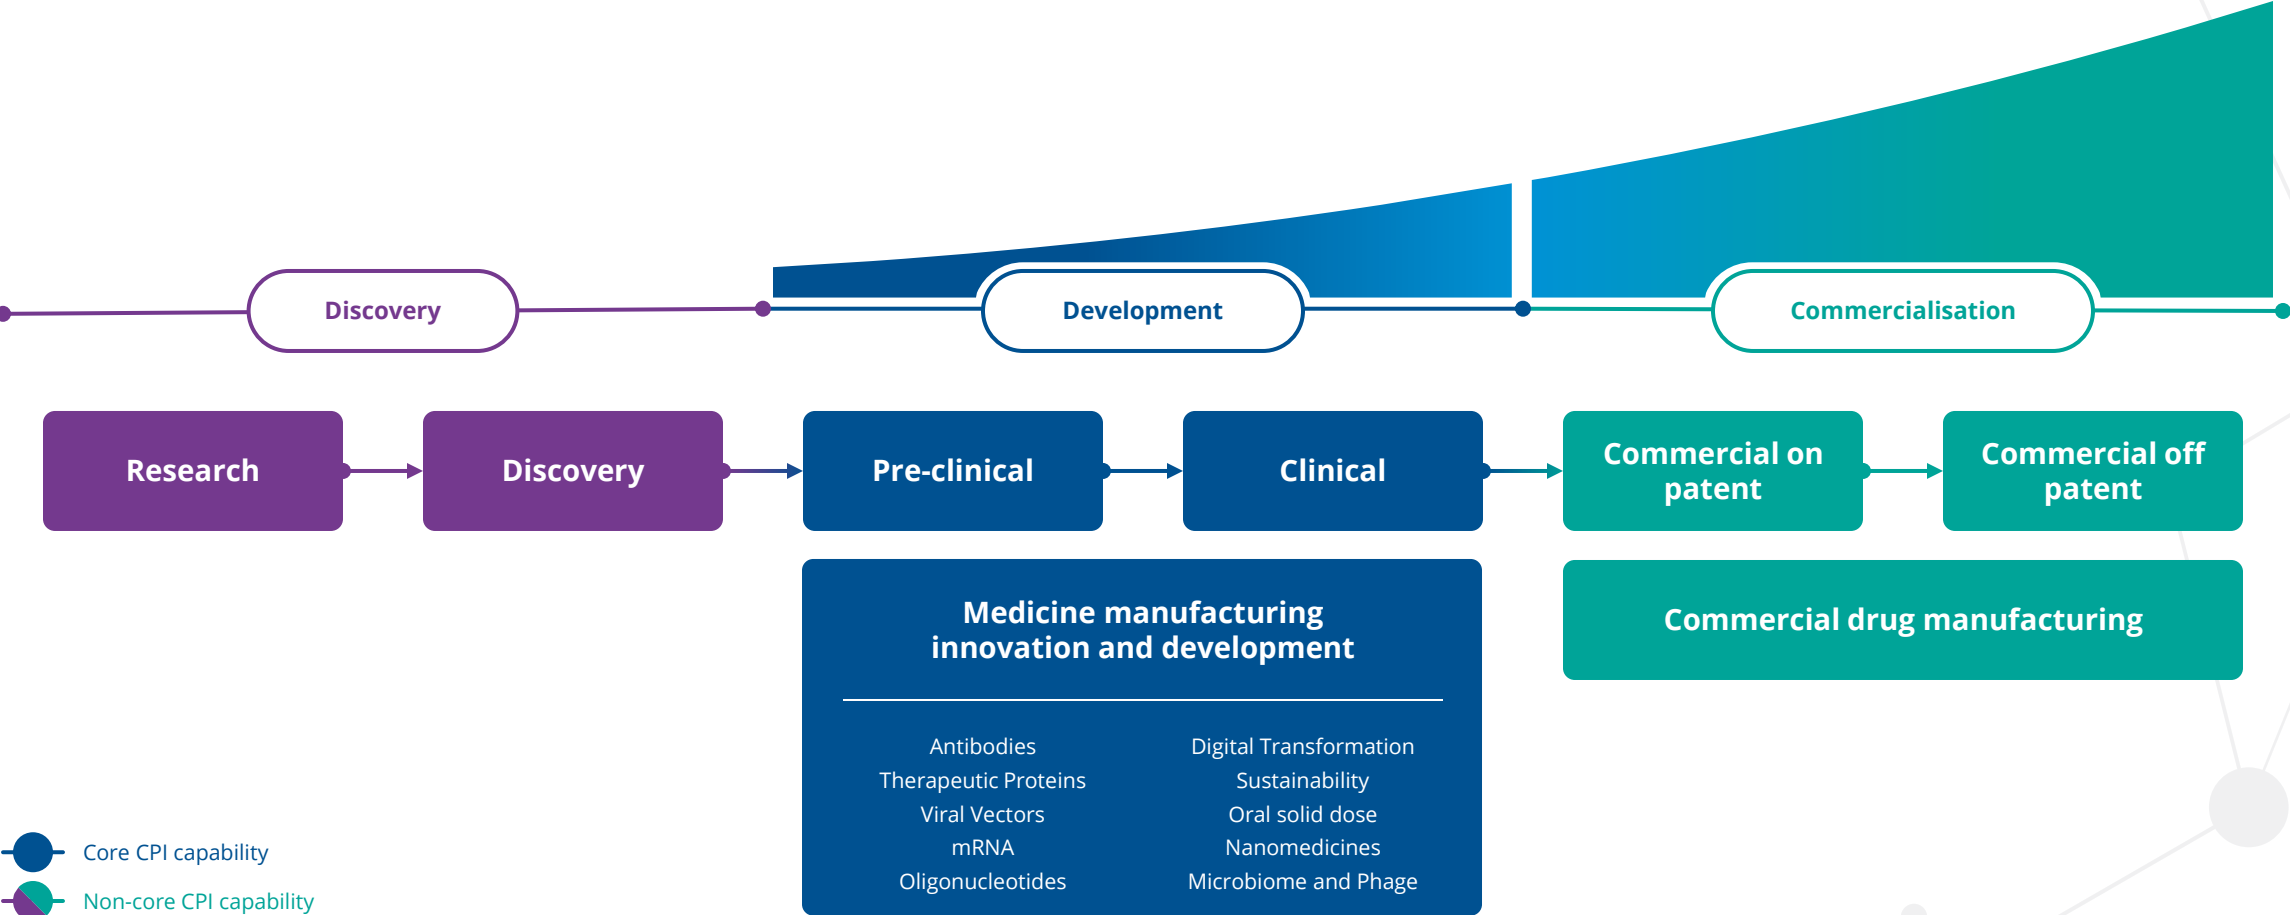 Discovery
Development
Commercialisation
Research
Discovery
Pre-clinical
Clinical
Commercial on
patent
Commercial off
patent
Medicine manufacturing
innovation and development
Commercial drug manufacturing
Antibodies
Therapeutic Proteins
Viral Vectors
mRNA
Oligonucleotides
Digital Transformation
Sustainability
Oral solid dose
Nanomedicines
Microbiome and Phage
Core CPI capability
Non-core CPI capability